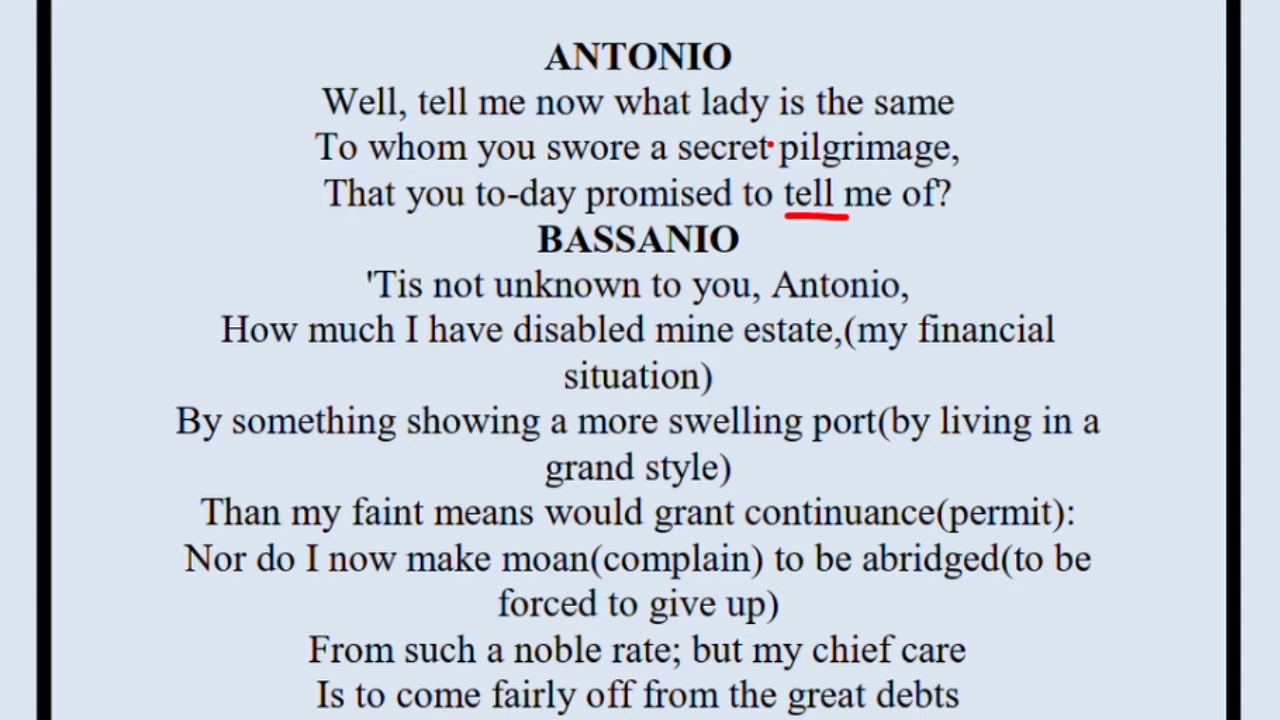 ANTONIO
Well, tell me now what lady is the same
To whom you swore a secret pilgrimage,
That you to-day promised to tell me of?
BASSANIO
'Tis not unknown to you, Antonio,
How much I have disabled mine estate,(my financial
situation)
By something showing a more swelling port(by living in a
grand style)
Than my faint means would grant continuance(permit):
Nor do I now make moan(complain) to be abridged(to be
forced to give up)
From such a noble rate; but my chief care
Is to come fairly off from the great debts